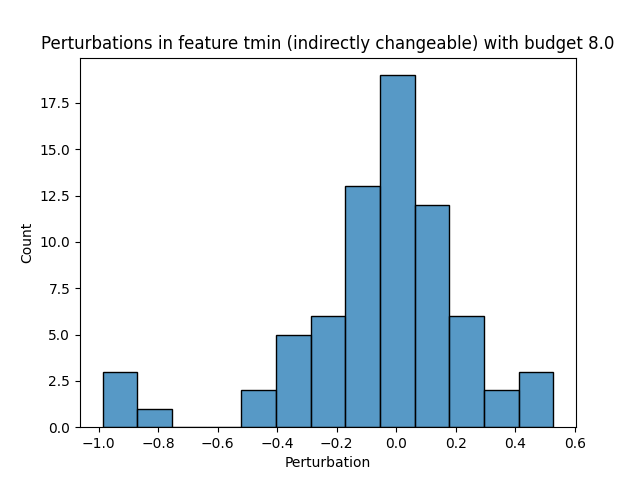 Perturbations in feature tmin (indirectly changeable) with budget 8.0
17.5
15.0
12.5
10.0
7.5
5.0
2.5
0.0
Count
−1.0 −0.8 −0.6 −0.4 −0.2 0.0 0.2 0.4 0.6
Perturbation